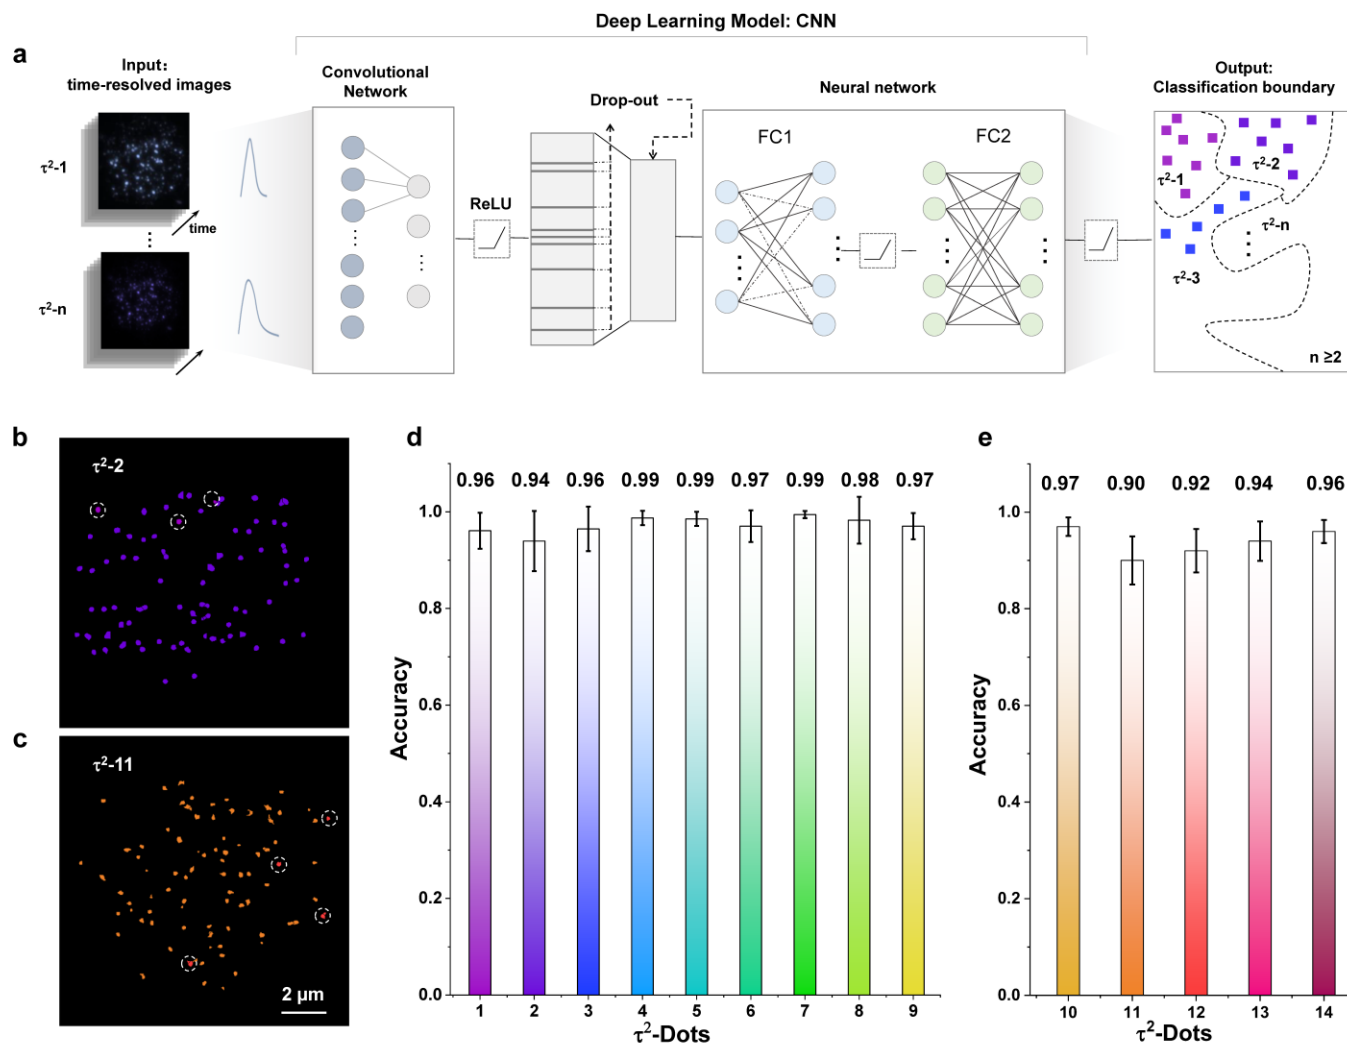 Deep Learning Model: CNN
a
Input:
time-resolved images
Convolutional
Network
Drop-out
Neural network
Output:
Classification boundary
τ²-1
time
τ²-n
ReLU
FC1
FC2
τ²-1
τ²-2
τ²-n
τ²-3
n ≥2
b
τ²-2
c
τ²-11
2 μm
d
0.96 0.94 0.96 0.99 0.99 0.97 0.99 0.98 0.97
1.0
0.8
0.6
0.4
0.2
0.0
Accuracy
1 2 3 4 5 6 7 8 9
τ²-Dots
e
0.97 0.90 0.92 0.94 0.96
1.0
0.8
0.6
0.4
0.2
0.0
Accuracy
10 11 12 13 14
τ²-Dots